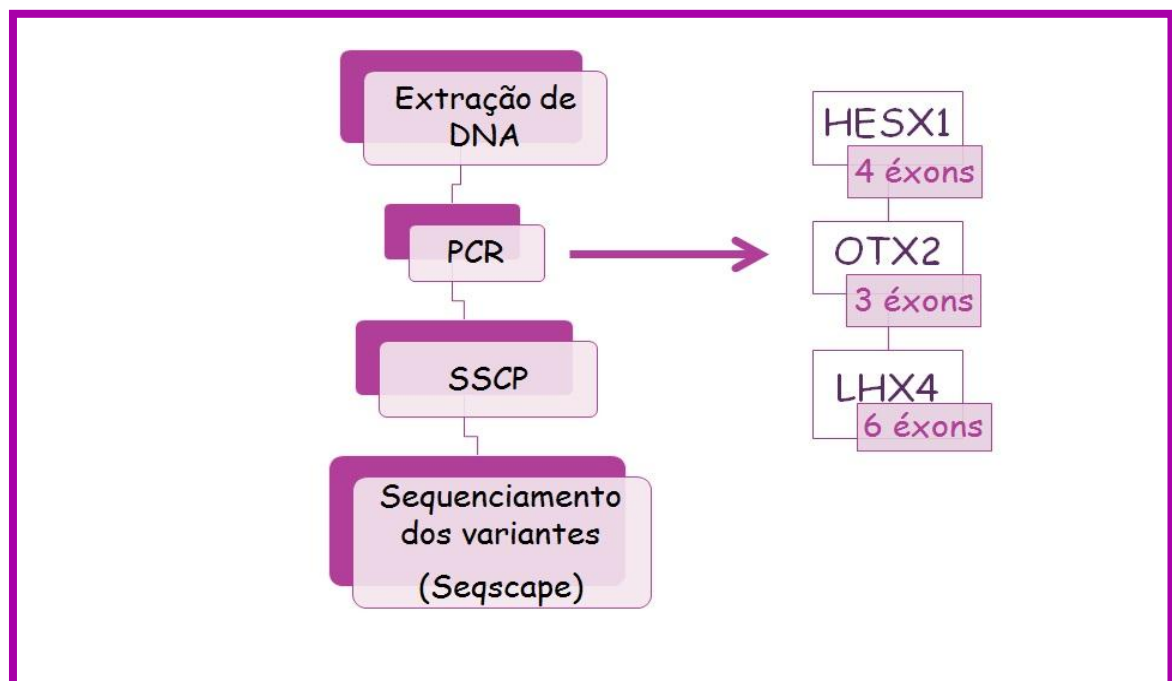 Extração de
DNA
PCR
SSCP
Sequenciamento
dos variantes
(Seqscape)
HESX1
4 éxons
OTX2
3 éxons
LHX4
6 éxons